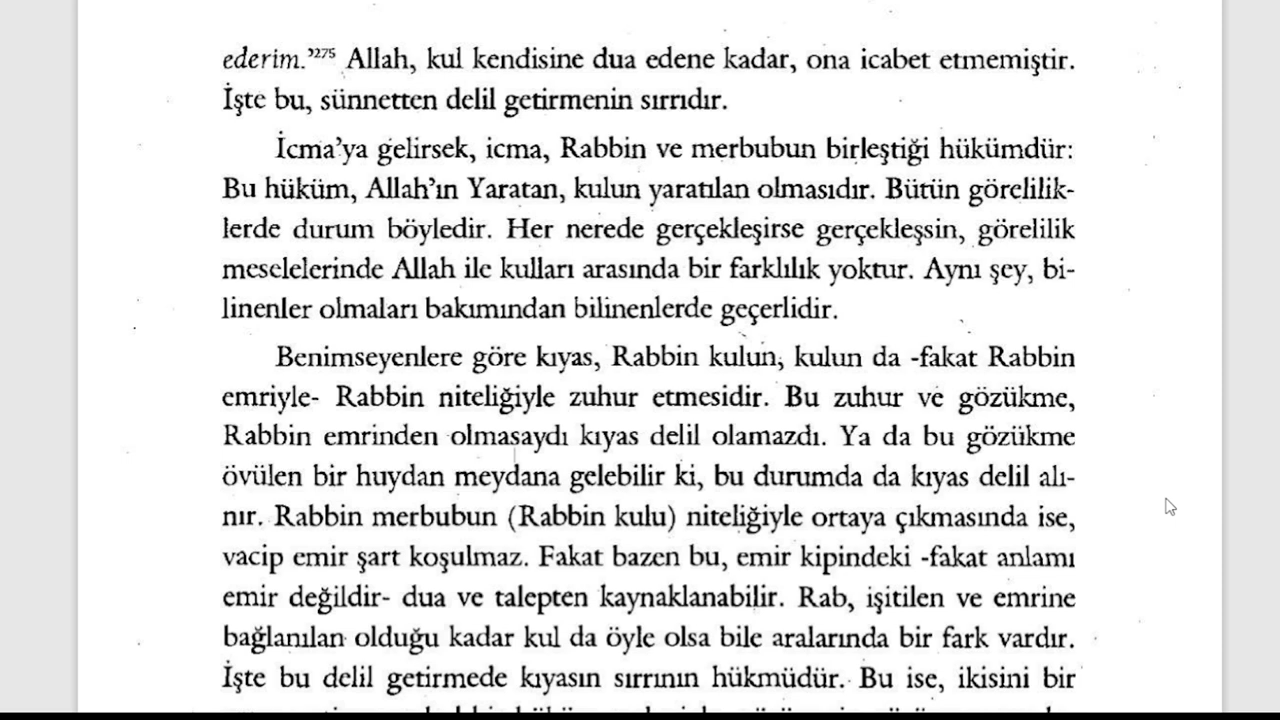 ederim.’²⁷⁵ Allah, kul kendisine dua edene kadar, ona icabet etmemiştir.
İşte bu, sünnetten delil getirmenin sırrıdır.
İcma’ya gelirsek, icma, Rabbin ve merbubun birleştiği hükümdür:
Bu hüküm, Allah’ın Yaratan, kulun yaratılan olmasıdır. Bütün görelilik-
lerde durum böyledir. Her nerede gerçekleşirse gerçekleşsin, görelilik
meselelerinde Allah ile kulları arasında bir farklılık yoktur. Aynı şey, bi-
linenler olmaları bakımından bilinenlerde geçerlidir.
Benimseyenlere göre kıyas, Rabbin kulun, kulun da -fakat Rabbin
emriyle- Rabbin niteliğiyle zuhur etmesidir. Bu zuhur ve gözükme,
Rabbin emrinden olmasaydı kıyas delil olamazdı. Ya da bu gözükme
övülen bir huydan meydana gelebilir ki, bu durumda da kıyas delil alı-
nır. Rabbin merbubun (Rabbin kulu) niteliğiyle ortaya çıkmasında ise,
vacip emir şart koşulmaz. Fakat bazen bu, emir kipindeki -fakat anlamı
emir değildir- dua ve talepten kaynaklanabilir. Rab, işitilen ve emrine
bağlanılan olduğu kadar kul da öyle olsa bile aralarında bir fark vardır.
İşte bu delil getirmede kıyasın sırrının hükmüdür. Bu ise, ikisini bir